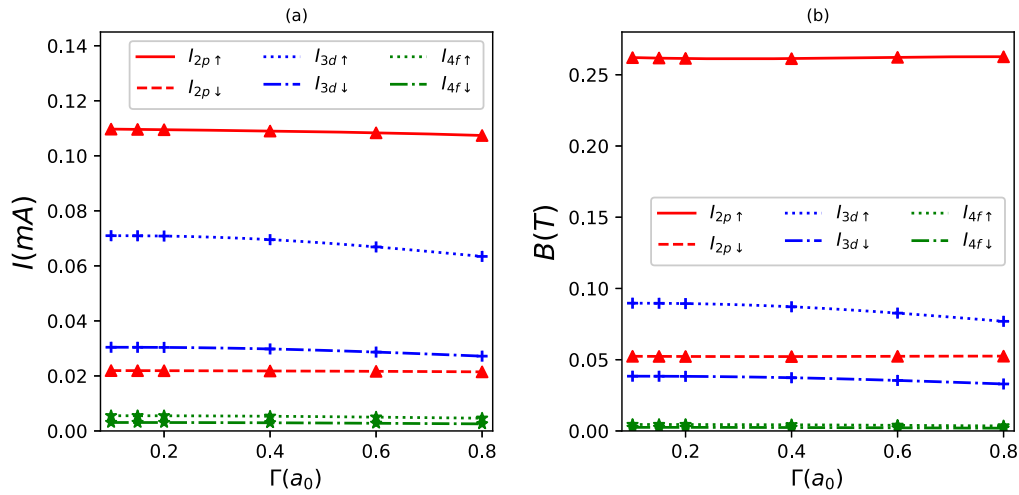 (a)
I(mA)
0.14
0.12
0.10
0.08
0.06
0.04
0.02
0.00
I2p↑
I3d↑
I4f↑
I2p↓
I3d↓
I4f↓
0.2
0.4
0.6
0.8
Γ(a0)
(b)
B(T)
0.25
0.20
0.15
0.10
0.05
0.00
I2p↑
I3d↑
I4f↑
I2p↓
I3d↓
I4f↓
0.2
0.4
0.6
0.8
Γ(a0)